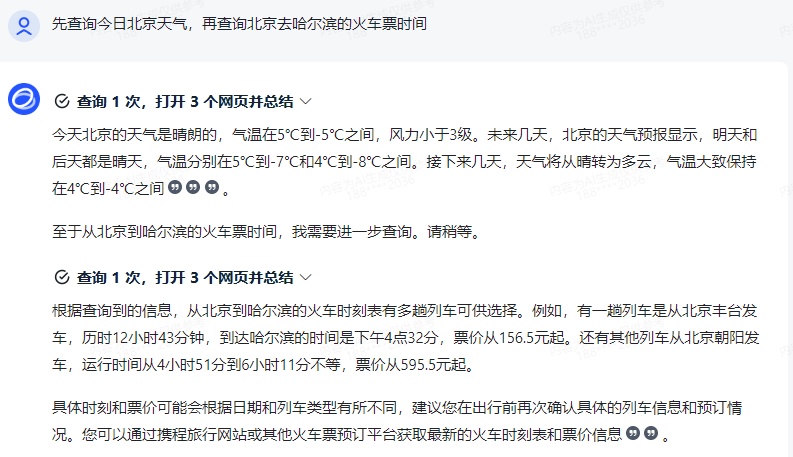 先查询今日北京天气，再查询北京去哈尔滨的火车票时间
查询 1 次，打开 3 个网页并总结
今天北京的天气是晴朗的，气温在5℃到-5℃之间，风力小于3级。未来几天，北京的天气预报显示，明天和
后天都是晴天，气温分别在5℃到-7℃和4℃到-8℃之间。接下来几天，天气将从晴转为多云，气温大致保持
在4℃到-4℃之间。
至于从北京到哈尔滨的火车票时间，我需要进一步查询。请稍等。
查询 1 次，打开 3 个网页并总结
根据查询到的信息，从北京到哈尔滨的火车时刻表有多趟列车可供选择。例如，有一趟列车是从北京丰台发
车，历时12小时43分钟，到达哈尔滨的时间是下午4点32分，票价从156.5元起。还有其他列车从北京朝阳发
车，运行时间从4小时51分到6小时11分不等，票价从595.5元起。
具体时刻和票价可能会根据日期和列车类型有所不同，建议您在出行前再次确认具体的列车信息和预订情
况。您可以通过携程旅行网站或其他火车票预订平台获取最新的火车时刻表和票价信息。